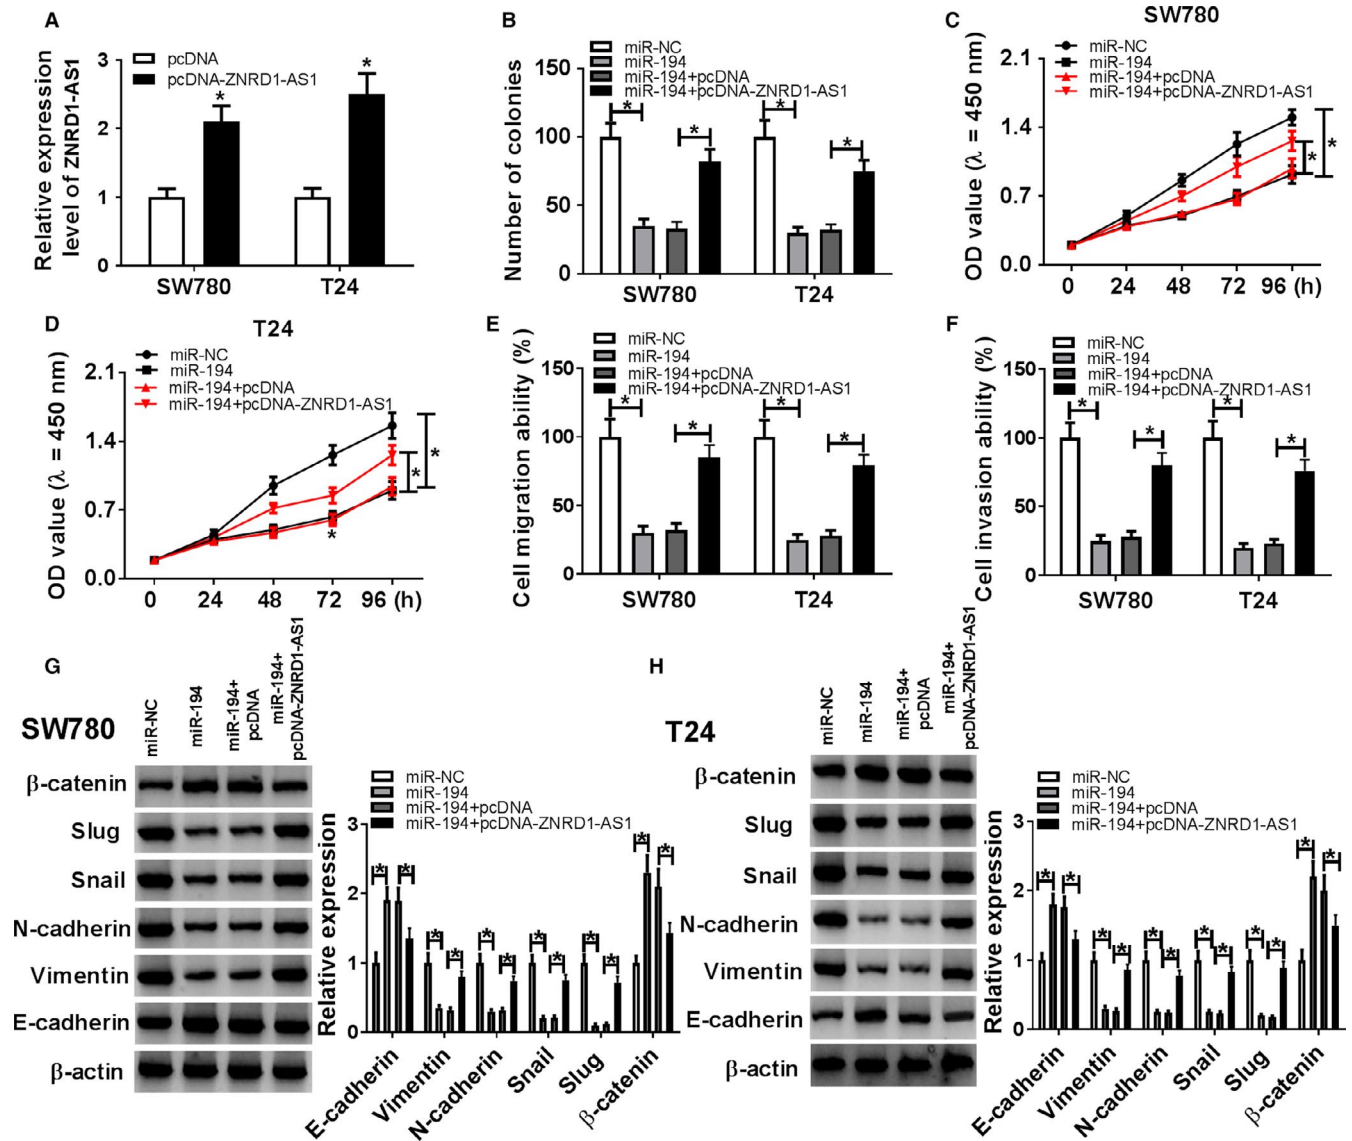 A
Relative expression
level of ZNRD1-AS1
3
2
1
0
pcDNA
pcDNA-ZNRD1-AS1
*
*
SW780
T24
B
Number of colonies
150
100
50
0
miR-NC
miR-194
miR-194+pcDNA
miR-194+pcDNA-ZNRD1-AS1
*
*
*
*
SW780
T24
C
SW780
OD value (λ = 450 nm)
2.1
1.4
0.7
0.0
miR-NC
miR-194
miR-194+pcDNA
miR-194+pcDNA-ZNRD1-AS1
*
*
0 24 48 72 96 (h)
D
T24
OD value (λ = 450 nm)
2.1
1.4
0.7
0.0
miR-NC
miR-194
miR-194+pcDNA
miR-194+pcDNA-ZNRD1-AS1
*
*
*
0 24 48 72 96 (h)
E
Cell migration ability (%)
150
100
50
0
miR-NC
miR-194
miR-194+pcDNA
miR-194+pcDNA-ZNRD1-AS1
*
*
*
*
SW780
T24
F
Cell invasion ability (%)
150
100
50
0
miR-NC
miR-194
miR-194+pcDNA
miR-194+pcDNA-ZNRD1-AS1
*
*
*
*
SW780
T24
G
SW780
miR-NC
miR-194
miR-194+
pcDNA
miR-194+
pcDNA-ZNRD1-AS1
β-catenin
Slug
Snail
N-cadherin
Vimentin
E-cadherin
β-actin
Relative expression
3
2
1
0
miR-NC
miR-194
miR-194+pcDNA
miR-194+pcDNA-ZNRD1-AS1
* * * * * * * * * * * *
E-cadherin
Vimentin
N-cadherin
Snail
Slug
β-catenin
H
T24
miR-NC
miR-194
miR-194+
pcDNA
miR-194+
pcDNA-ZNRD1-AS1
β-catenin
Slug
Snail
N-cadherin
Vimentin
E-cadherin
β-actin
Relative expression
3
2
1
0
miR-NC
miR-194
miR-194+pcDNA
miR-194+pcDNA-ZNRD1-AS1
* * * * * * * * * * * *
E-cadherin
Vimentin
N-cadherin
Snail
Slug
β-catenin